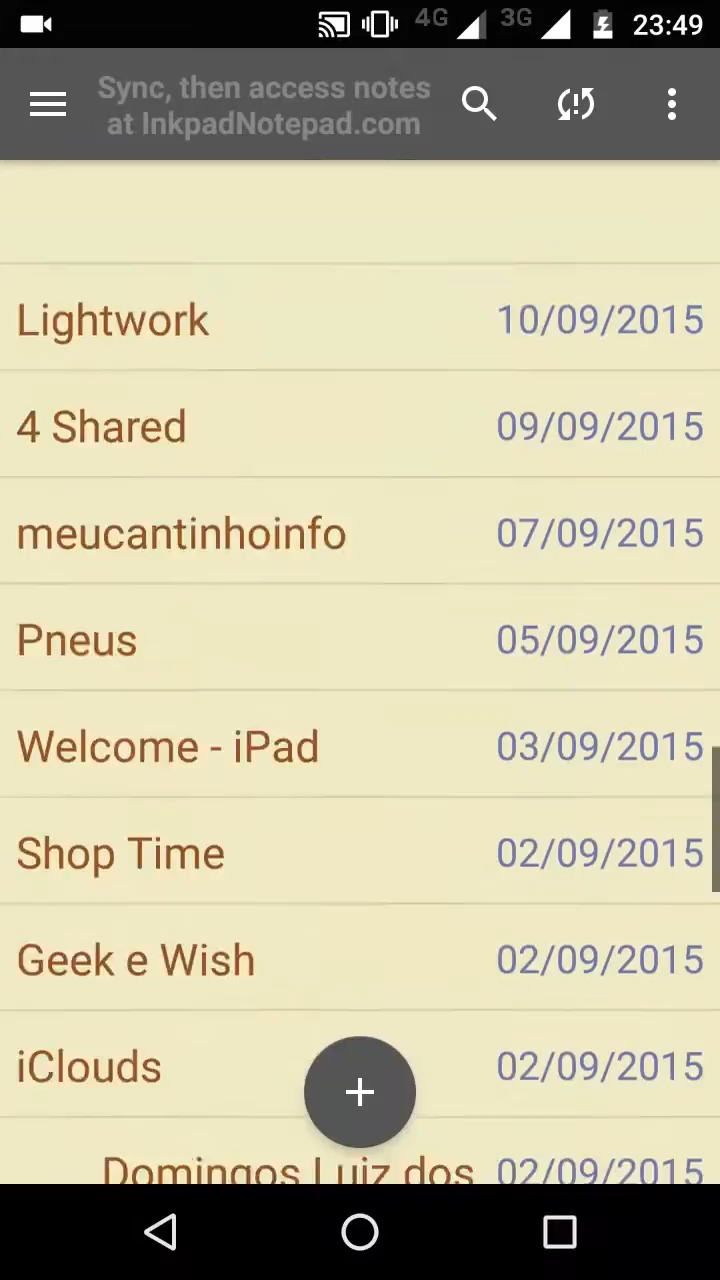 4G 3G 23:49
Sync, then access notes
at InkpadNotepad.com
Lightwork 10/09/2015
4 Shared 09/09/2015
meucantinhoinfo 07/09/2015
Pneus 05/09/2015
Welcome - iPad 03/09/2015
Shop Time 02/09/2015
Geek e Wish 02/09/2015
iClouds 02/09/2015
Domingos Luiz dos 02/09/2015